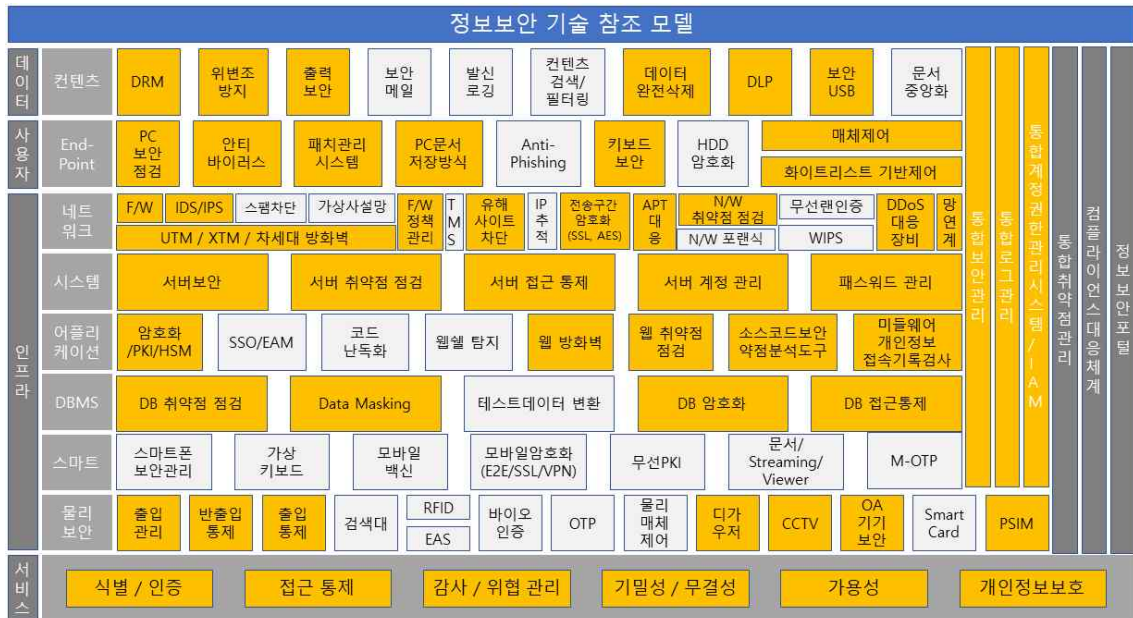 정보보안 기술 참조 모델
데이터
컨텐츠
DRM
위변조
방지
출력
보안
보안
메일
발신
로깅
컨텐츠
검색/
필터링
데이터
완전삭제
DLP
보안
USB
문서
중앙화
사용자
End-
Point
PC
보안
점검
안티
바이러스
패치관리
시스템
PC문서
저장방식
Anti-
Phishing
키보드
보안
HDD
암호화
매체제어
화이트리스트 기반제어
인프라
네트
워크
F/W
IDS/IPS
스팸차단
가상사설망
UTM / XTM / 차세대 방화벽
F/W
정책
관리
TMS
유해
사이트
차단
IP
추적
전송구간
암호화
(SSL, AES)
APT
대응
N/W
취약점 점검
N/W 포랜식
무선랜인증
WIPS
DDoS
대응
장비
망연계
시스템
서버보안
서버 취약점 점검
서버 접근 통제
서버 계정 관리
패스워드 관리
어플리
케이션
암호화
/PKI/HSM
SSO/EAM
코드
난독화
웹쉘 탐지
웹 방화벽
웹 취약점
점검
소스코드보안
약점분석도구
미들웨어
개인정보
접속기록검사
DBMS
DB 취약점 점검
Data Masking
테스트데이터 변환
DB 암호화
DB 접근통제
스마트
스마트폰
보안관리
가상
키보드
모바일
백신
모바일암호화
(E2E/SSL/VPN)
무선PKI
문서/
Streaming/
Viewer
M-OTP
물리
보안
출입
관리
반출입
통제
출입
통제
검색대
RFID
EAS
바이오
인증
OTP
물리
매체
제어
디가
우저
CCTV
OA
기기
보안
Smart
Card
PSIM
통합보안관리
통합로그관리
통합계정권한관리시스템/IAM
통합취약점관리
컴플라이언스대응체계
정보보안포털
서비스
식별 / 인증
접근 통제
감사 / 위협 관리
기밀성 / 무결성
가용성
개인정보보호